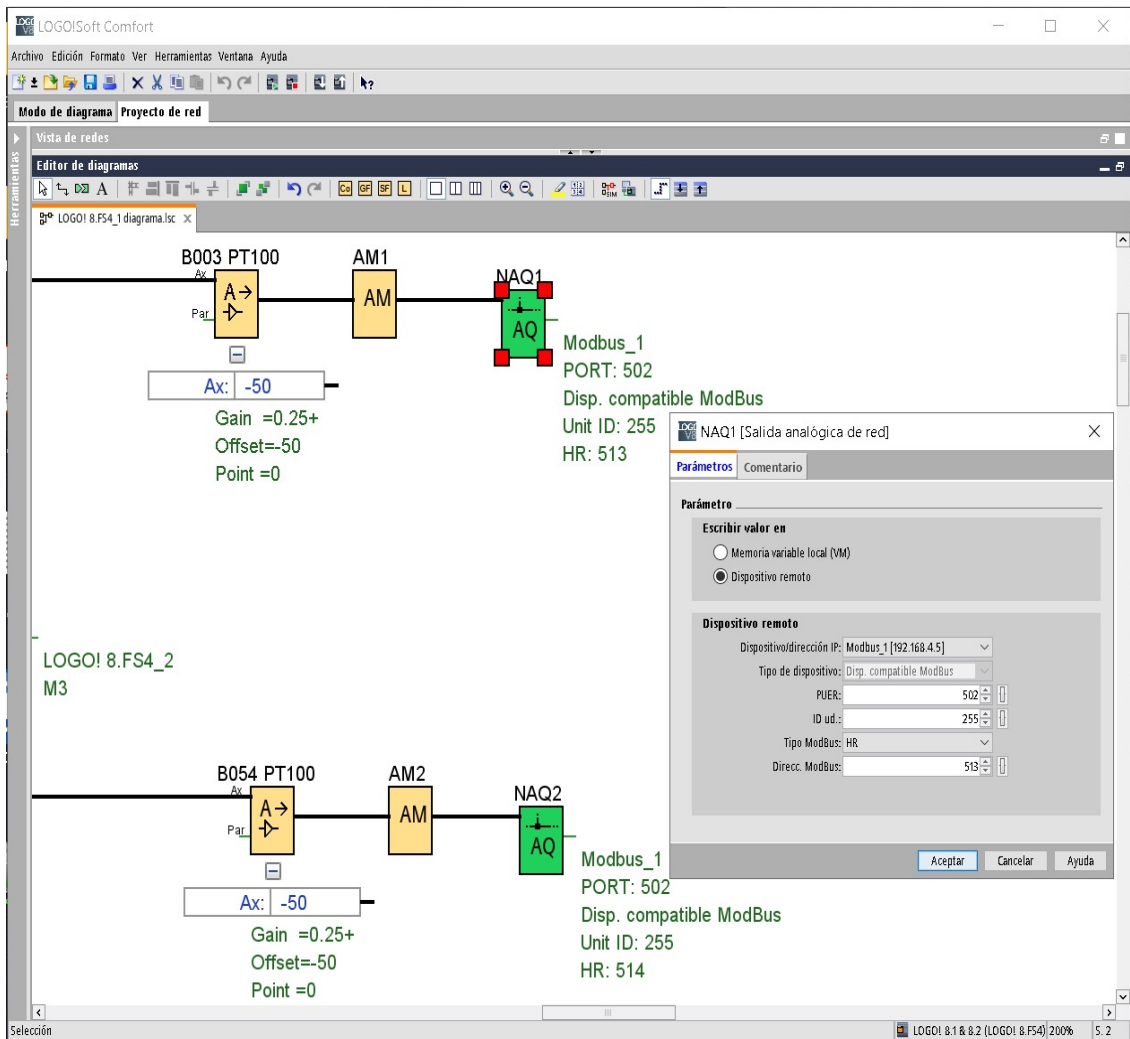 LOGO!Soft Comfort
Archivo Edición Formato Ver Herramientas Ventana Ayuda
Modo de diagrama Proyecto de red
Vista de redes
Herramientas
Editor de diagramas
A Co GF SF L SIM
LOGO! 8.FS4_1 diagrama.lsc
B003 PT100 AM1 NAQ1
Ax
A→ AM
Par
AQ
Modbus_1
PORT: 502
Disp. compatible ModBus
Unit ID: 255
HR: 513
Ax: -50
Gain =0.25+
Offset=-50
Point =0
NAQ1 [Salida analógica de red]
Parámetros Comentario
Parámetro
Escribir valor en
Memoria variable local (VM)
Dispositivo remoto
Dispositivo remoto
Dispositivo/dirección IP: Modbus_1 [192.168.4.5]
Tipo de dispositivo: Disp. compatible ModBus
PUER: 502
ID ud.: 255
Tipo ModBus: HR
Direcc. ModBus: 513
Aceptar Cancelar Ayuda
LOGO! 8.FS4_2
M3
B054 PT100 AM2 NAQ2
Ax
A→ AM
Par
AQ
Modbus_1
PORT: 502
Disp. compatible ModBus
Unit ID: 255
HR: 514
Ax: -50
Gain =0.25+
Offset=-50
Point =0
Selección LOGO! 8.1 & 8.2 (LOGO! 8.FS4) 200% 5. 2